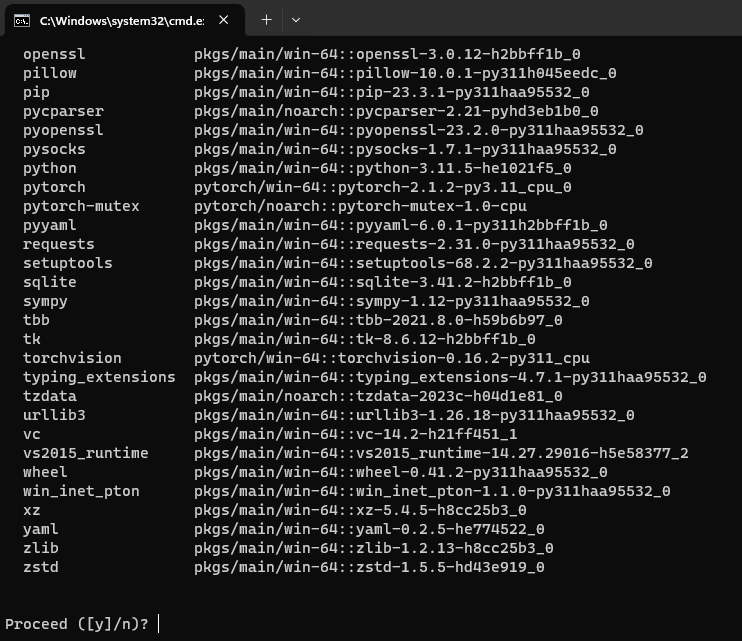 C:\Windows\system32\cmd.e:
openssl pkgs/main/win-64::openssl-3.0.12-h2bbff1b_0
pillow pkgs/main/win-64::pillow-10.0.1-py311h045eedc_0
pip pkgs/main/win-64::pip-23.3.1-py311haa95532_0
pycparser pkgs/main/noarch::pycparser-2.21-pyhd3eb1b0_0
pyopenssl pkgs/main/win-64::pyopenssl-23.2.0-py311haa95532_0
pysocks pkgs/main/win-64::pysocks-1.7.1-py311haa95532_0
python pkgs/main/win-64::python-3.11.5-he1021f5_0
pytorch pytorch/win-64::pytorch-2.1.2-py3.11_cpu_0
pytorch-mutex pytorch/noarch::pytorch-mutex-1.0-cpu
pyyaml pkgs/main/win-64::pyyaml-6.0.1-py311h2bbff1b_0
requests pkgs/main/win-64::requests-2.31.0-py311haa95532_0
setuptools pkgs/main/win-64::setuptools-68.2.2-py311haa95532_0
sqlite pkgs/main/win-64::sqlite-3.41.2-h2bbff1b_0
sympy pkgs/main/win-64::sympy-1.12-py311haa95532_0
tbb pkgs/main/win-64::tbb-2021.8.0-h59b6b97_0
tk pkgs/main/win-64::tk-8.6.12-h2bbff1b_0
torchvision pytorch/win-64::torchvision-0.16.2-py311_cpu
typing_extensions pkgs/main/win-64::typing_extensions-4.7.1-py311haa95532_0
tzdata pkgs/main/noarch::tzdata-2023c-h04d1e81_0
urllib3 pkgs/main/win-64::urllib3-1.26.18-py311haa95532_0
vc pkgs/main/win-64::vc-14.2-h21ff451_1
vs2015_runtime pkgs/main/win-64::vs2015_runtime-14.27.29016-h5e58377_2
wheel pkgs/main/win-64::wheel-0.41.2-py311haa95532_0
win_inet_pton pkgs/main/win-64::win_inet_pton-1.1.0-py311haa95532_0
xz pkgs/main/win-64::xz-5.4.5-h8cc25b3_0
yaml pkgs/main/win-64::yaml-0.2.5-he774522_0
zlib pkgs/main/win-64::zlib-1.2.13-h8cc25b3_0
zstd pkgs/main/win-64::zstd-1.5.5-hd43e919_0
Proceed ([y]/n)?